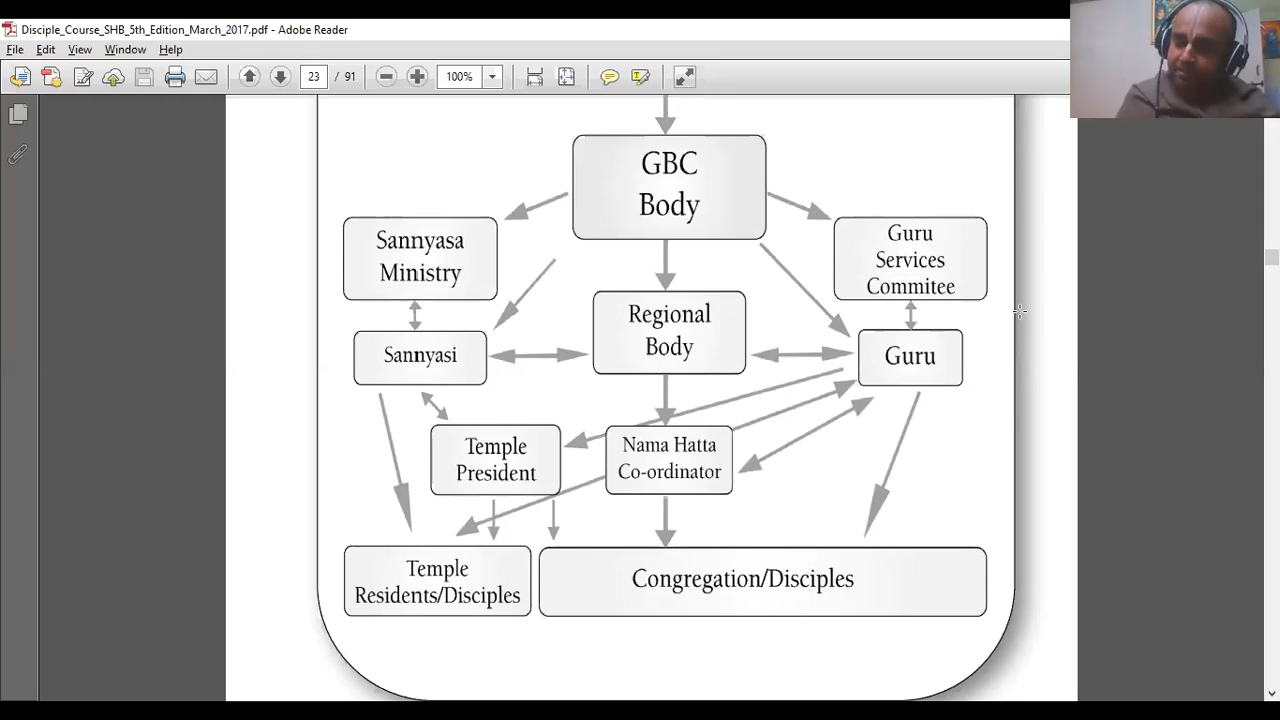 Disciple_Course_SHB_5th_Edition_March_2017.pdf - Adobe Reader
File Edit View Window Help
23 / 91 100%
GBC
Body
Sannyasa
Ministry
Guru
Services
Commitee
Regional
Body
Sannyasi
Guru
Temple
President
Nama Hatta
Co-ordinator
Temple
Residents/Disciples
Congregation/Disciples